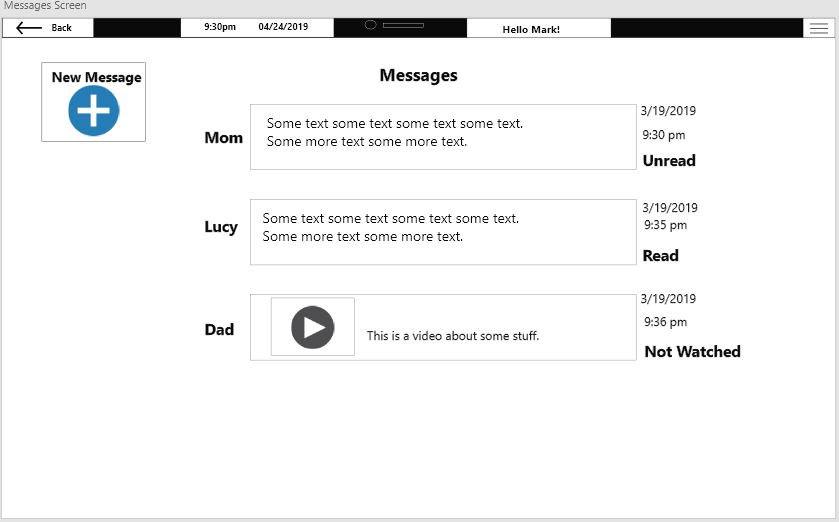 Messages Screen
Back
9:30pm 04/24/2019
Hello Mark!
New Message
Messages
Mom
Some text some text some text some text.
Some more text some more text.
3/19/2019
9:30 pm
Unread
Lucy
Some text some text some text some text.
Some more text some more text.
3/19/2019
9:35 pm
Read
Dad
This is a video about some stuff.
3/19/2019
9:36 pm
Not Watched